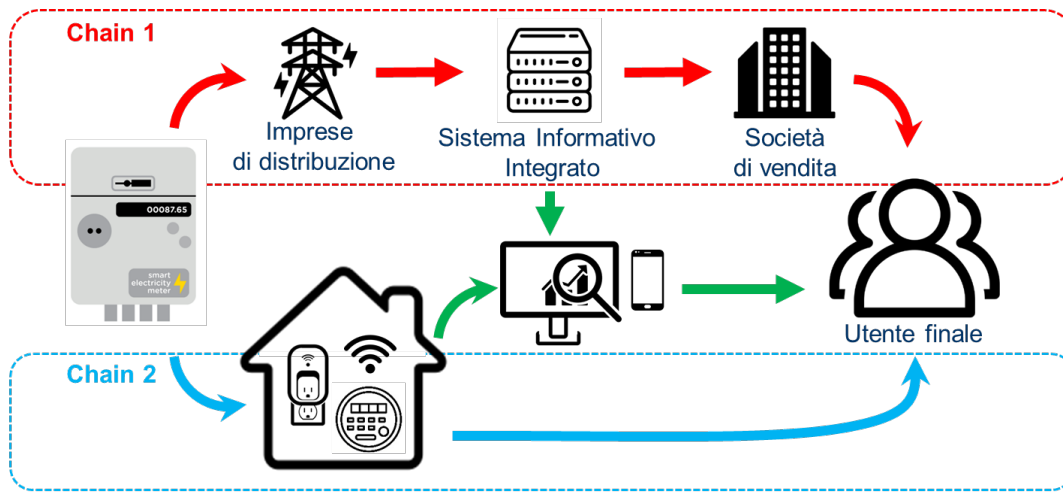 Chain 1
Imprese
di distribuzione
Sistema Informativo
Integrato
Società
di vendita
00087.65
smart
electricity
meter
Utente finale
Chain 2